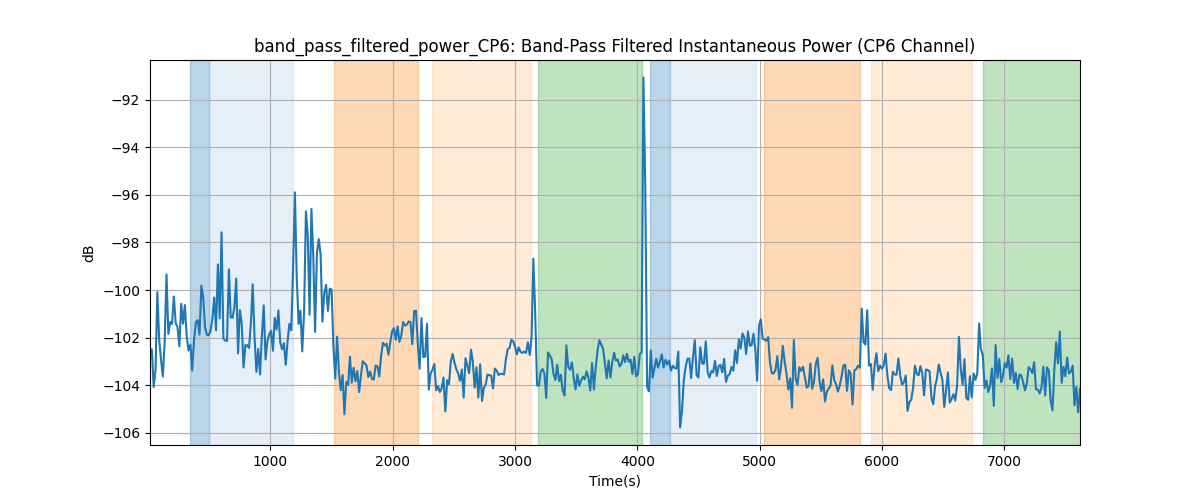 band_pass_filtered_power_CP6: Band-Pass Filtered Instantaneous Power (CP6 Channel)
−92
−94
−96
−98
−100
−102
−104
−106
dB
1000 2000 3000 4000 5000 6000 7000
Time(s)